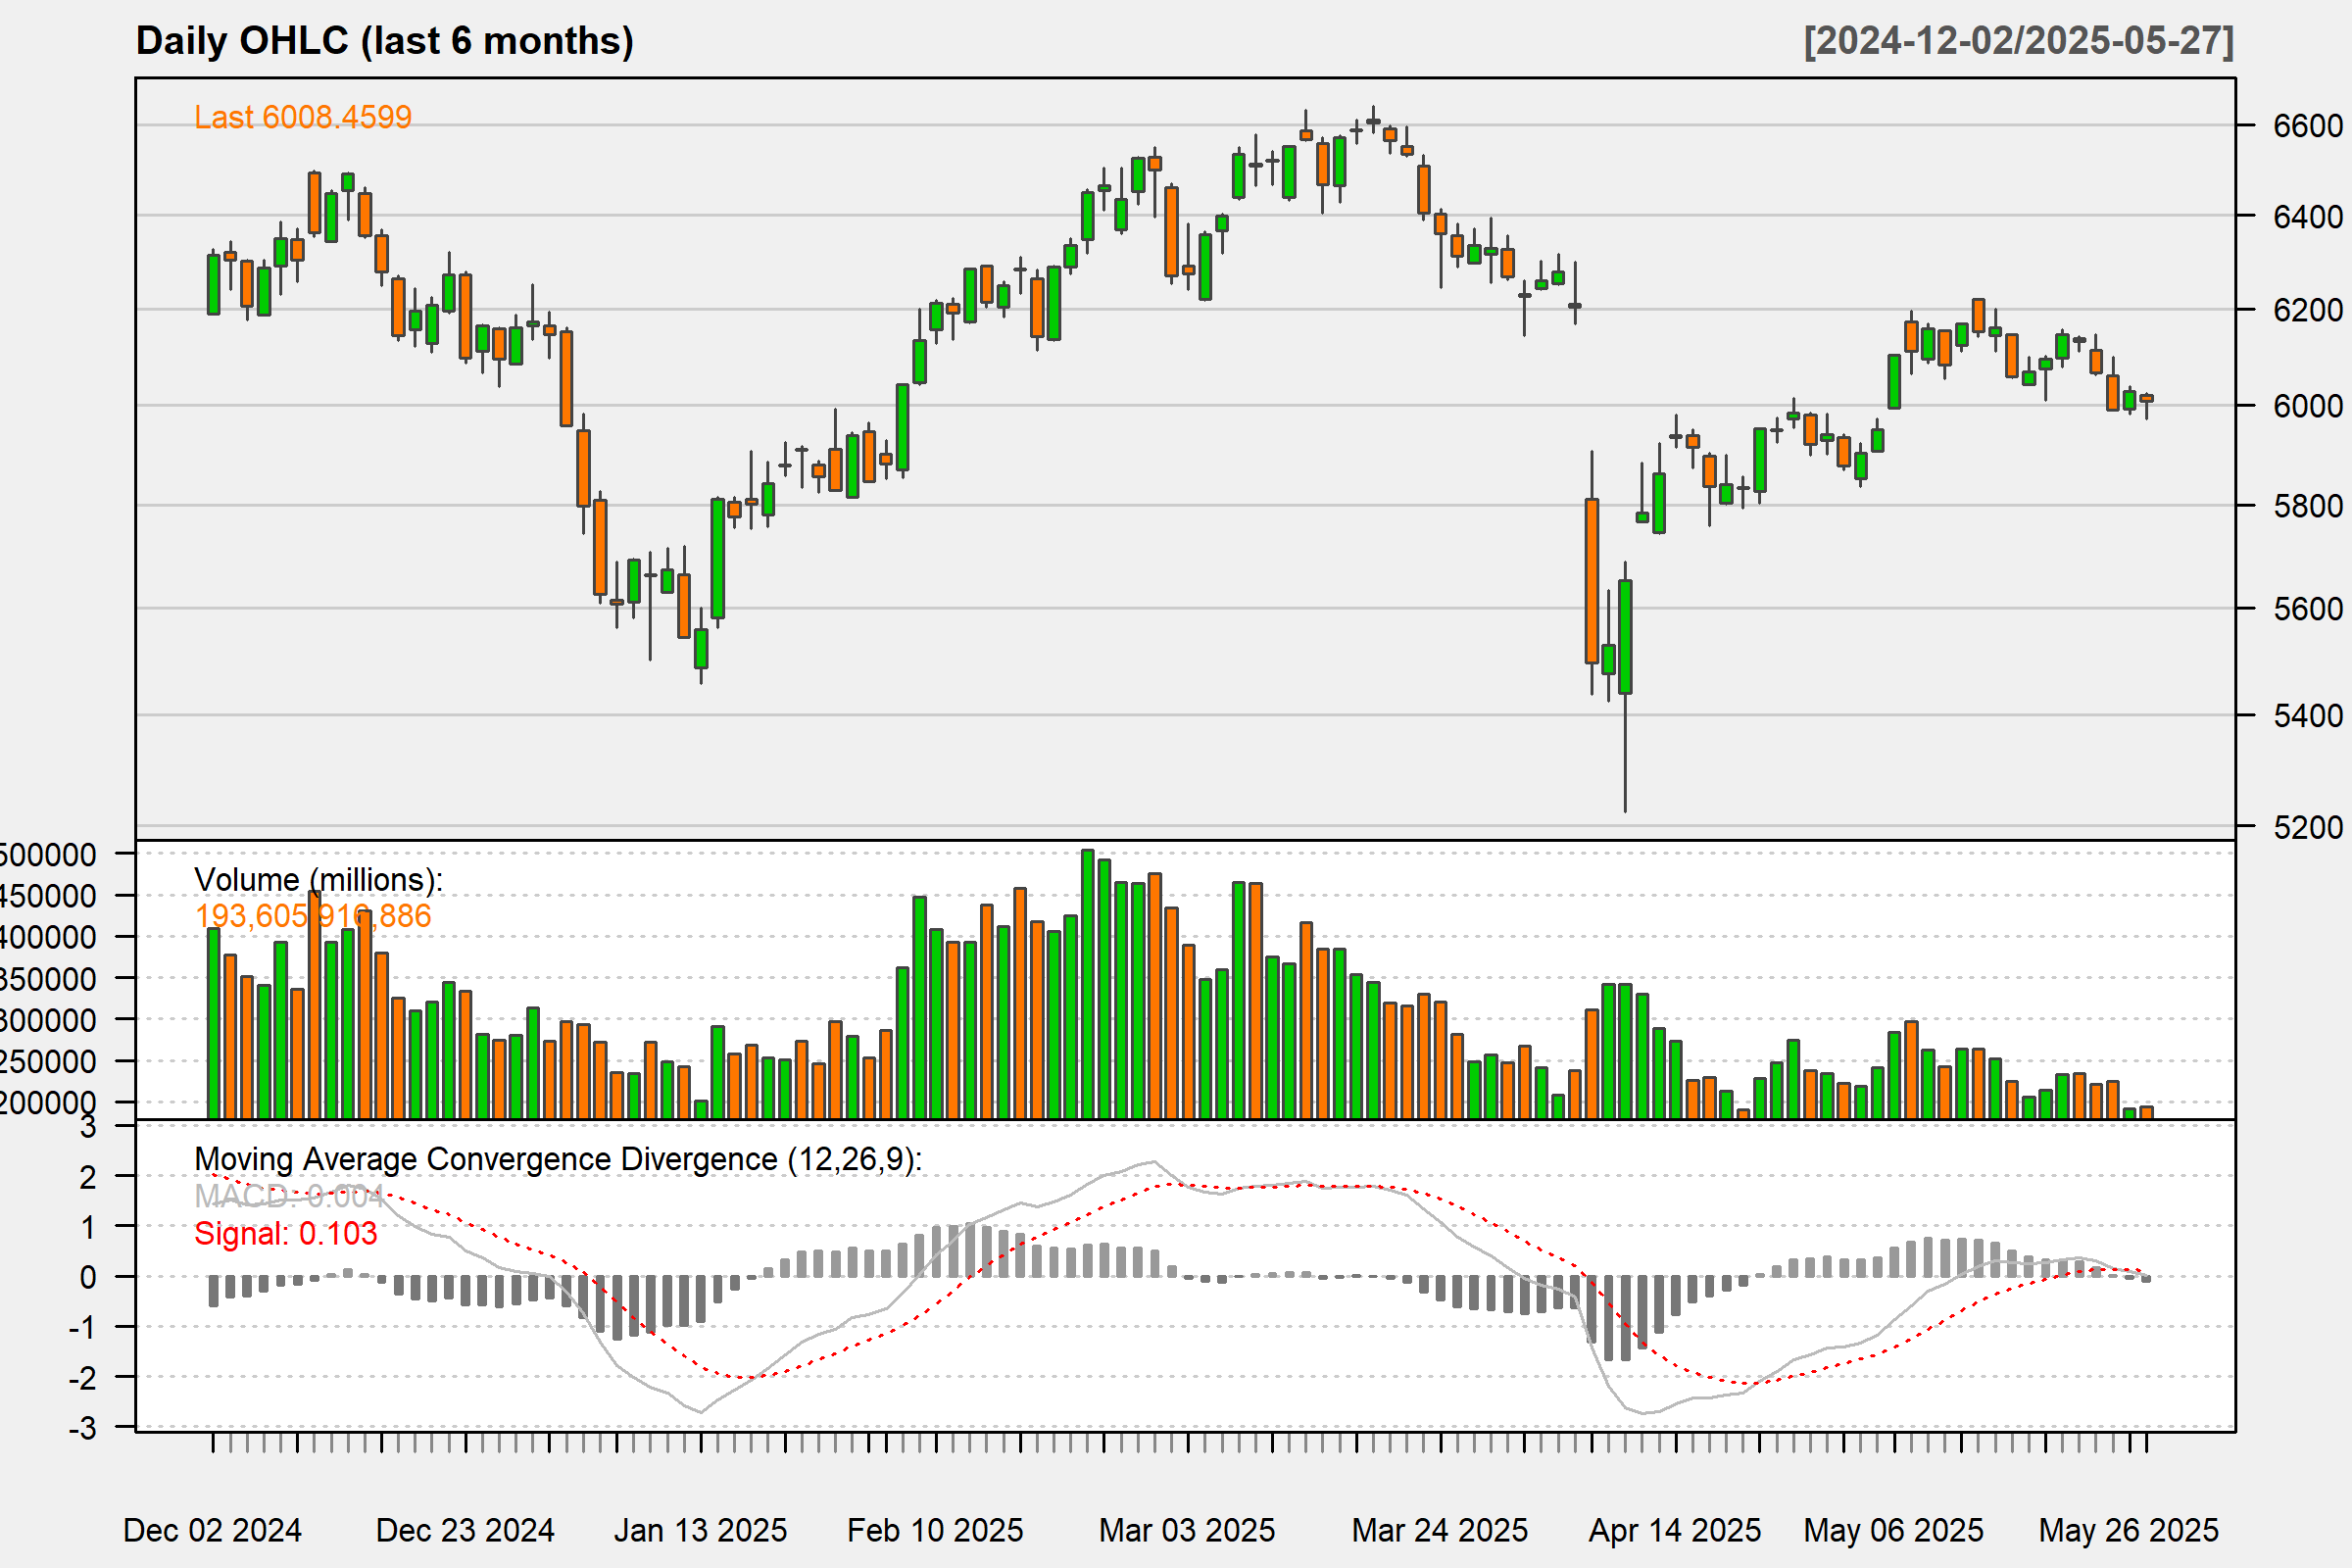 Daily OHLC (last 6 months)
[2024-12-02/2025-05-27]
Last 6008.4599
6600
6400
6200
6000
5800
5600
5400
5200
Volume (millions):
193,605,916,886
500000
450000
400000
350000
300000
250000
200000
Moving Average Convergence Divergence (12,26,9):
MACD: 0.004
Signal: 0.103
3
2
1
0
-1
-2
-3
Dec 02 2024
Dec 23 2024
Jan 13 2025
Feb 10 2025
Mar 03 2025
Mar 24 2025
Apr 14 2025
May 06 2025
May 26 2025